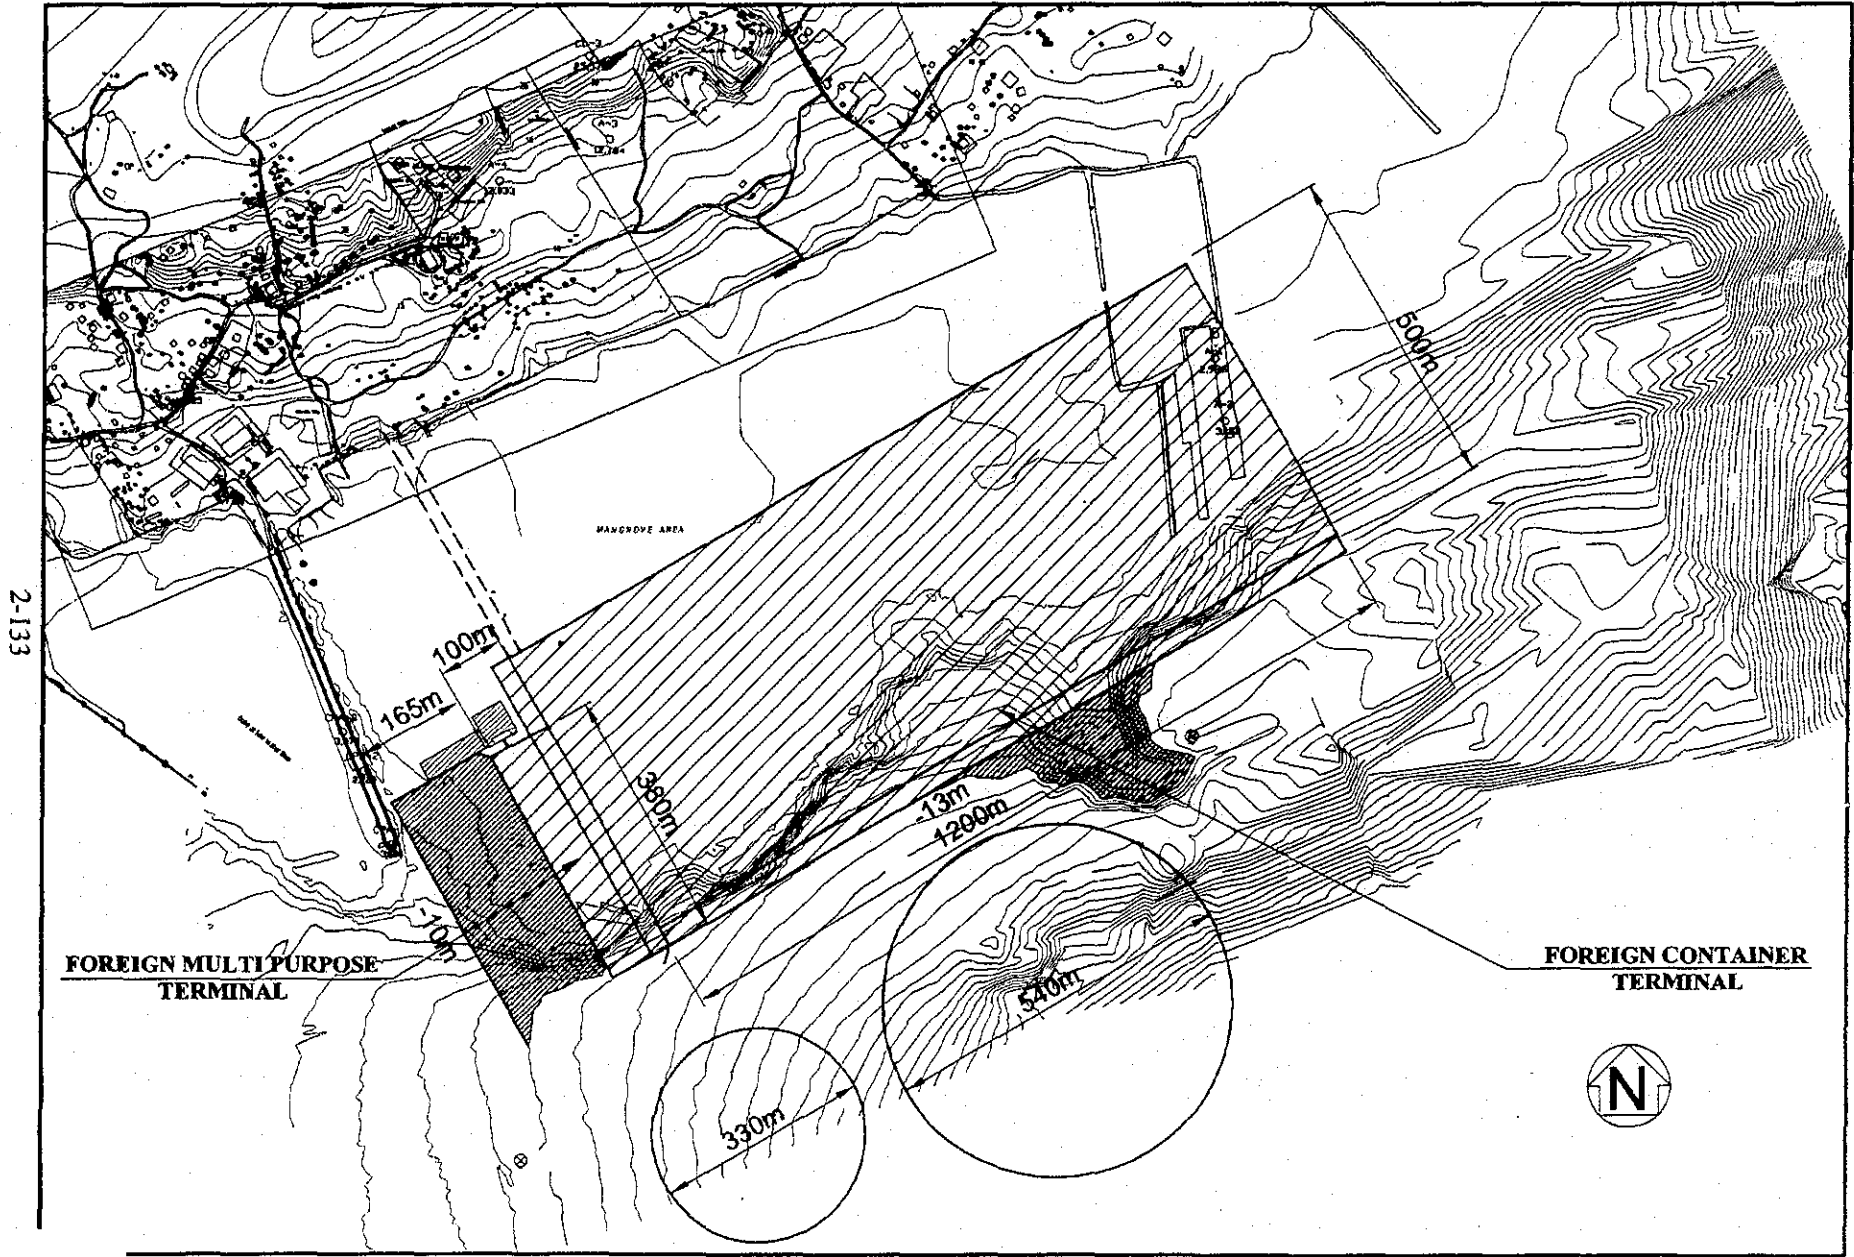 500m
MANGROVE AREA
100m
165m
380m
-13m
1200m
-10m
FOREIGN MULTI PURPOSE
TERMINAL
FOREIGN CONTAINER
TERMINAL
540m
330m
N
2-133